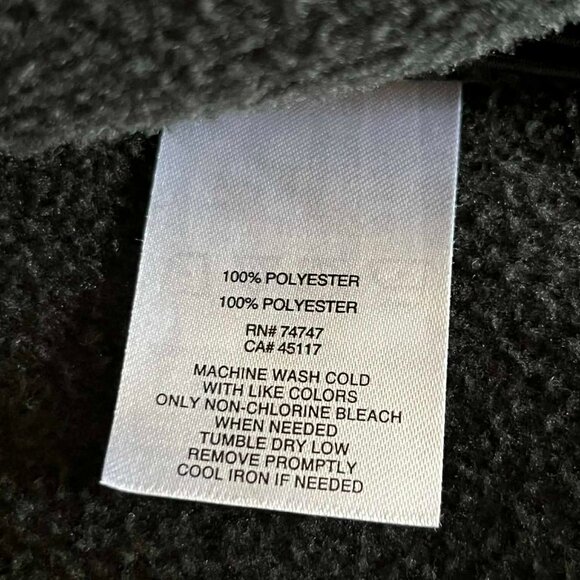 100% POLYESTER
100% POLYESTER
RN# 74747
CA# 45117
MACHINE WASH COLD
WITH LIKE COLORS
ONLY NON-CHLORINE BLEACH
WHEN NEEDED
TUMBLE DRY LOW
REMOVE PROMPTLY
COOL IRON IF NEEDED